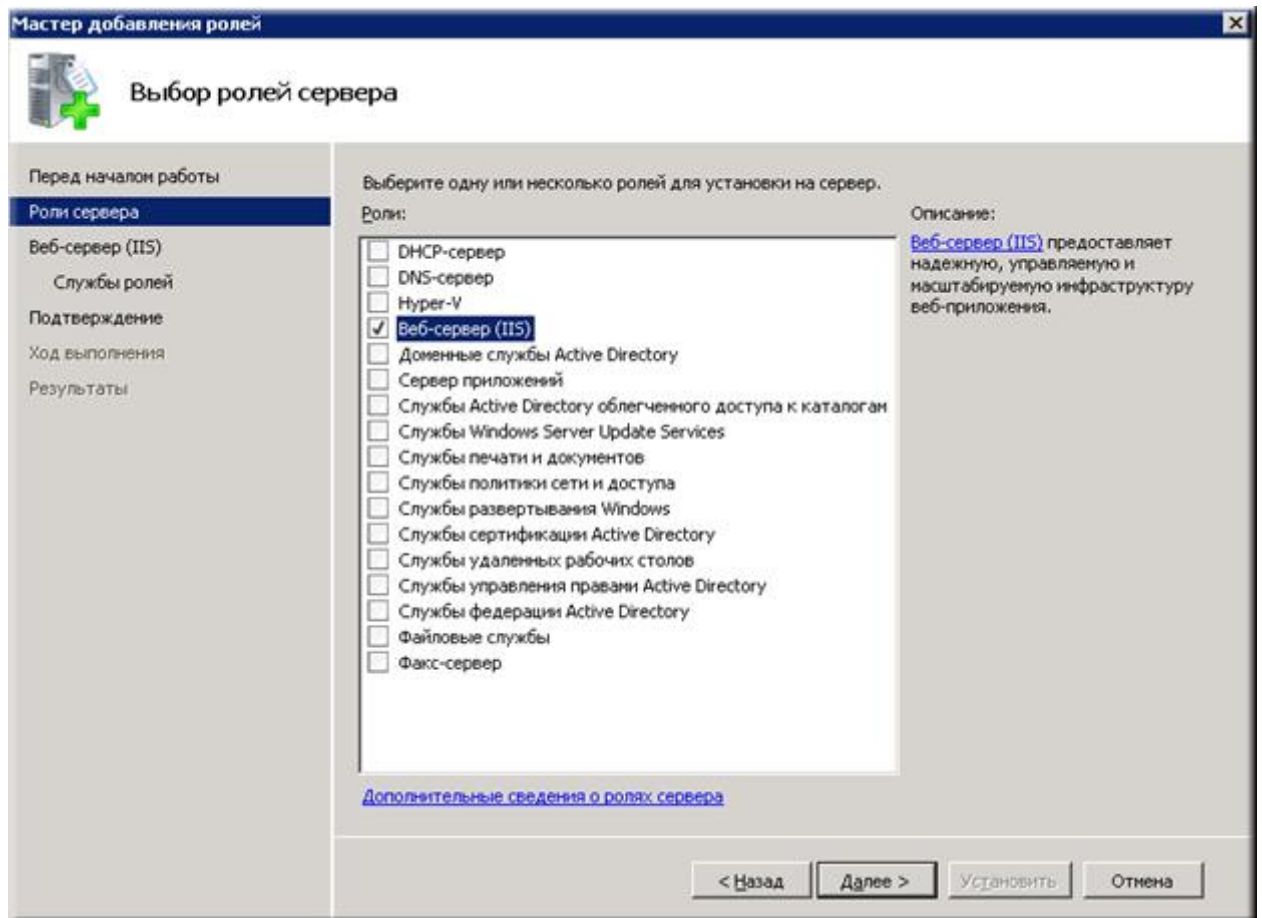 Мастер добавления ролей
Выбор ролей сервера
Перед началом работы
Роли сервера
Веб-сервер (IIS)
Службы ролей
Подтверждение
Ход выполнения
Результаты
Выберите одну или несколько ролей для установки на сервер.
Роли:
DHCP-сервер
DNS-сервер
Hyper-V
Веб-сервер (IIS)
Доменные службы Active Directory
Сервер приложений
Службы Active Directory облегченного доступа к каталогам
Службы Windows Server Update Services
Службы печати и документов
Службы политики сети и доступа
Службы развертывания Windows
Службы сертификации Active Directory
Службы удаленных рабочих столов
Службы управления правами Active Directory
Службы федерации Active Directory
Файловые службы
Факс-сервер
Дополнительные сведения о ролях сервера
Описание:
Веб-сервер (IIS) предоставляет
надежную, управляемую и
масштабируемую инфраструктуру
веб-приложения.
< Назад
Далее >
Установить
Отмена